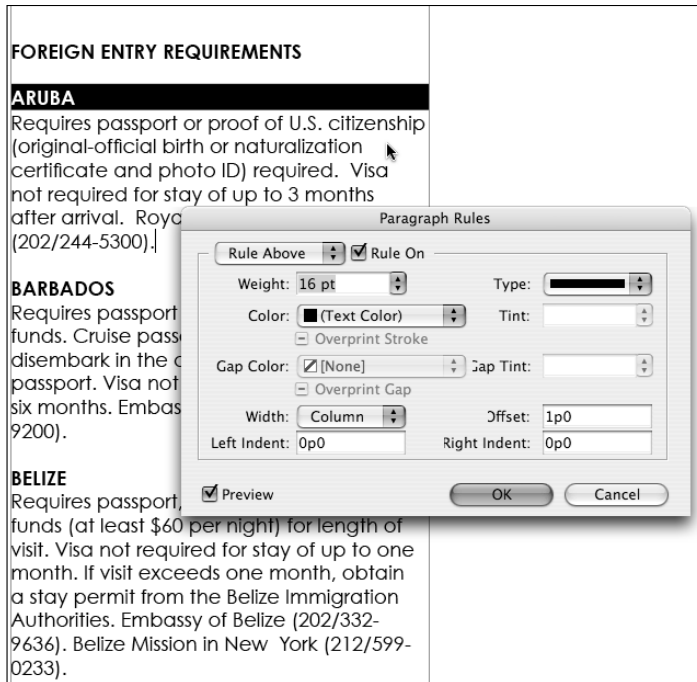 FOREIGN ENTRY REQUIREMENTS
ARUBA
Requires passport or proof of U.S. citizenship
(original-official birth or naturalization
certificate and photo ID) required.  Visa
not required for stay of up to 3 months
after arrival.  Roya
(202/244-5300).
BARBADOS
Requires passport
funds. Cruise passe
disembark in the
passport. Visa not
six months. Embas
9200).
BELIZE
Requires passport,
funds (at least $60 per night) for length of
visit. Visa not required for stay of up to one
month. If visit exceeds one month, obtain
a stay permit from the Belize Immigration
Authorities. Embassy of Belize (202/332-
9636). Belize Mission in New  York (212/599-
0233).
Paragraph Rules
Rule Above Rule On
Weight: 16 pt Type:
Color: (Text Color) Tint:
Overprint Stroke
Gap Color: [None] Gap Tint:
Overprint Gap
Width: Column Offset: 1p0
Left Indent: 0p0 Right Indent: 0p0
Preview OK Cancel